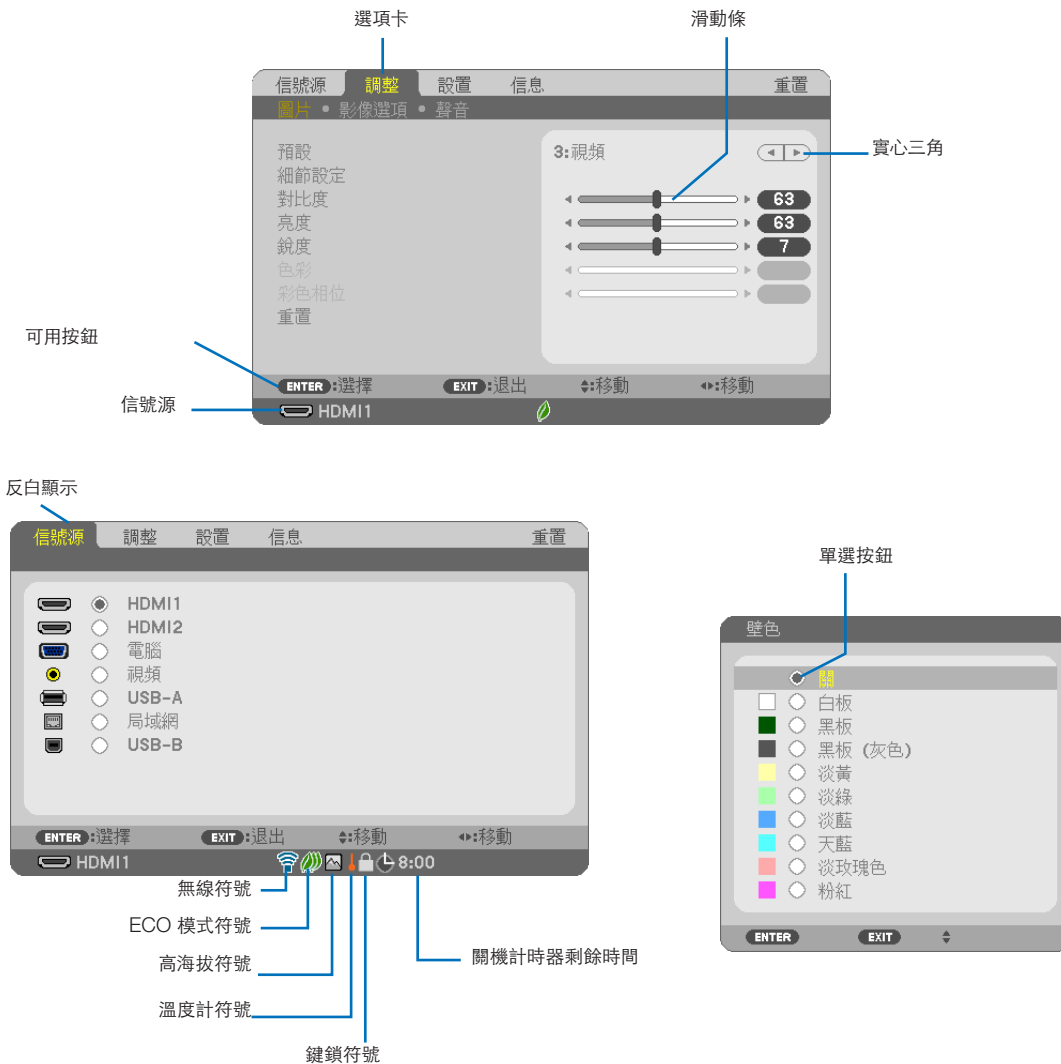 選項卡
滑動條
信號源 調整 設置 信息 重置
圖片 • 影像選項 • 聲音
預設
3:視頻
實心三角
細節設定
對比度
63
亮度
63
銳度
7
色彩
彩色相位
重置
可用按鈕
ENTER:選擇 EXIT:退出 :移動 :移動
信號源
HDMI1
反白顯示
信號源 調整 設置 信息 重置
HDMI1
HDMI2
電腦
視頻
USB-A
局域網
USB-B
ENTER:選擇 EXIT:退出 :移動 :移動
HDMI1 8:00
無線符號
ECO 模式符號
高海拔符號
溫度計符號
鍵鎖符號
關機計時器剩餘時間
單選按鈕
壁色
關
白板
黑板
黑板 (灰色)
淡黃
淡綠
淡藍
天藍
淡玫瑰色
粉紅
ENTER EXIT